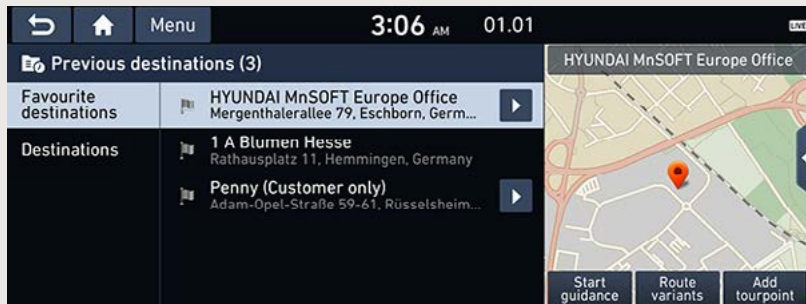 Menu
3:06 AM
01.01
LIVE
Previous destinations (3)
HYUNDAI MnSOFT Europe Office
Favourite
destinations
HYUNDAI MnSOFT Europe Office
Mergenthalerallee 79, Eschborn, Germ...
Destinations
1 A Blumen Hesse
Rathausplatz 11, Hemmingen, Germany
Penny (Customer only)
Adam-Opel-Straße 59-61, Rüsselsheim...
Start
guidance
Route
variants
Add
tourpoint